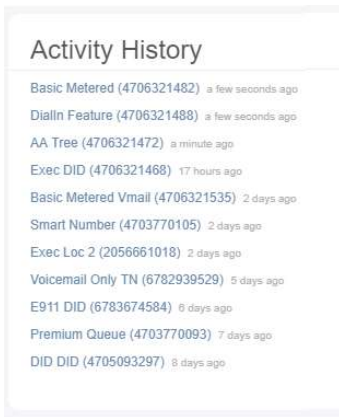 Activity History
Basic Metered (4706321482) a few seconds ago
DialIn Feature (4706321488) a few seconds ago
AA Tree (4706321472) a minute ago
Exec DID (4706321468) 17 hours ago
Basic Metered Vmail (4706321535) 2 days ago
Smart Number (4703770105) 2 days ago
Exec Loc 2 (2056661018) 2 days ago
Voicemail Only TN (6782939529) 5 days ago
E911 DID (6783674584) 6 days ago
Premium Queue (4703770093) 7 days ago
DID DID (4705093297) 8 days ago